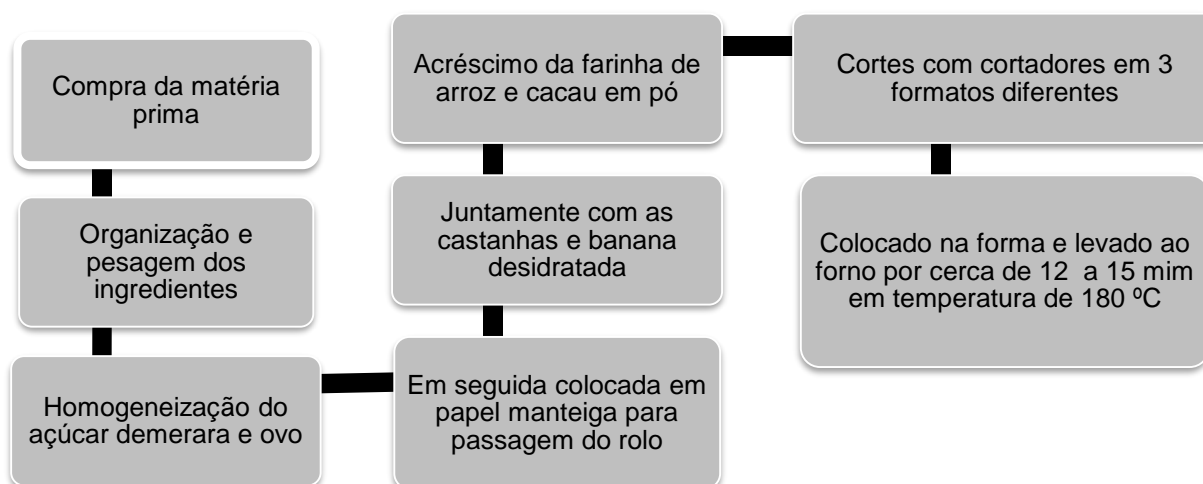 Compra da matéria
prima
Organização e
pesagem dos
ingredientes
Homogeneização do
açúcar demerara e ovo
Em seguida colocada em
papel manteiga para
passagem do rolo
Juntamente com as
castanhas e banana
desidratada
Acréscimo da farinha de
arroz e cacau em pó
Cortes com cortadores em 3
formatos diferentes
Colocado na forma e levado ao
forno por cerca de 12 a 15 mim
em temperatura de 180 ºC